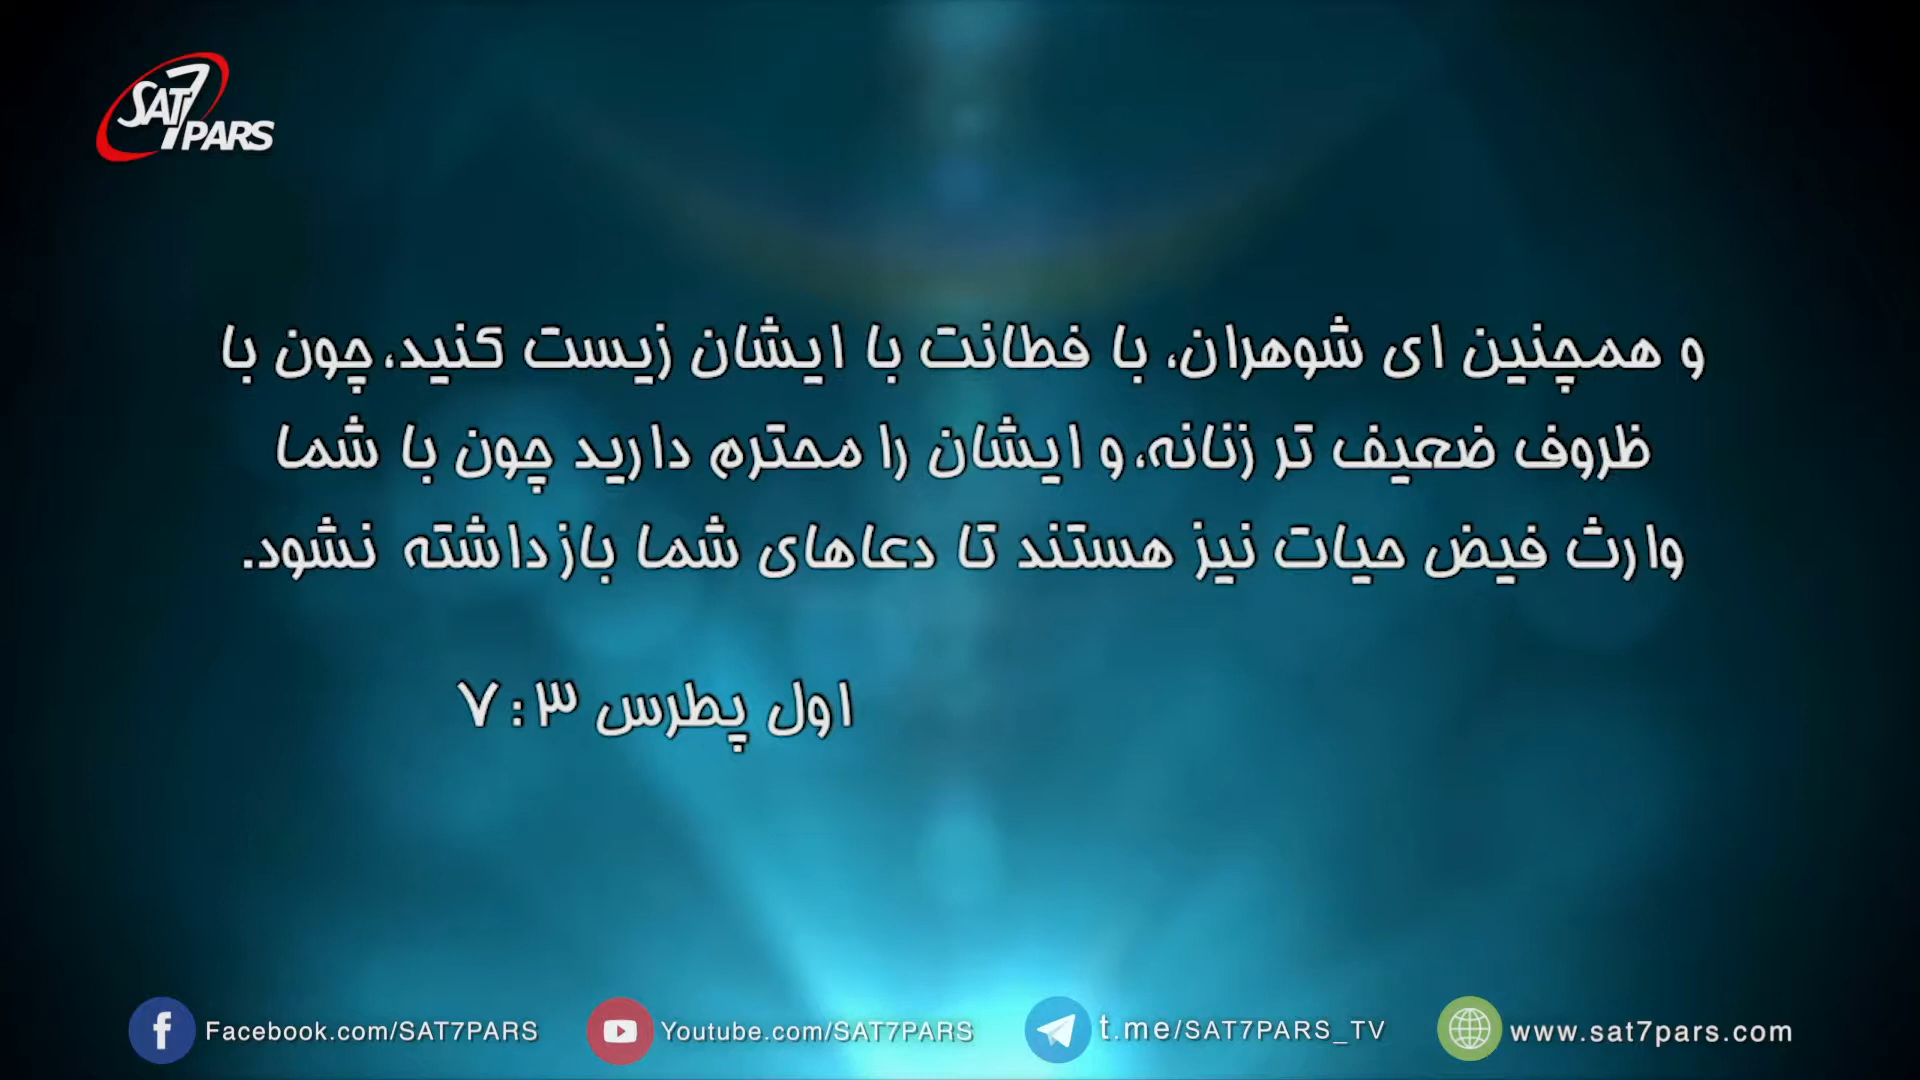 SAT7 PARS
و همچنین ای شوهران، با فطانت با ایشان زیست کنید، چون با
ظروف ضعیف تر زنانه، و ایشان را محترم دارید چون با شما
وارث فیض حیات نیز هستند تا دعاهای شما بازداشته نشود.
اول پطرس ۳:۷
Facebook.com/SAT7PARS
Youtube.com/SAT7PARS
t.me/SAT7PARS_TV
www.sat7pars.com